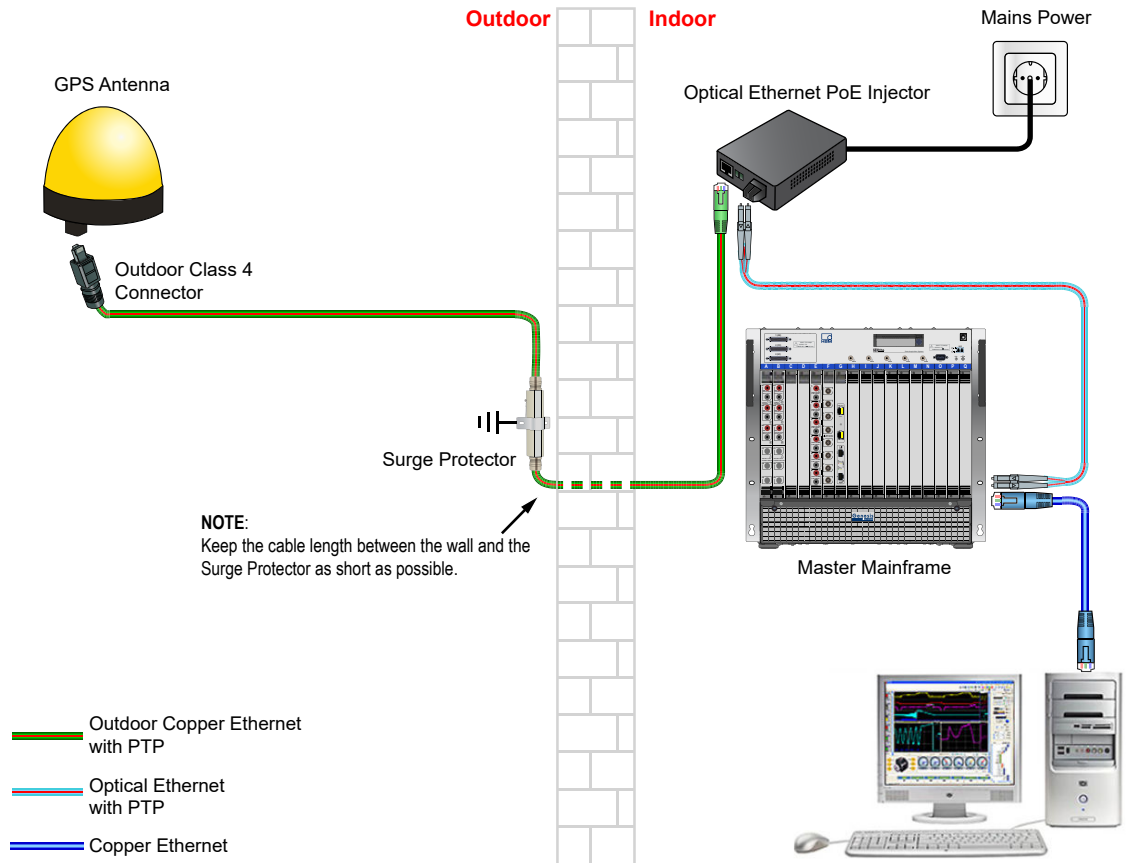 Outdoor
Indoor
Mains Power
GPS Antenna
Optical Ethernet PoE Injector
Outdoor Class 4
Connector
Surge Protector
NOTE:
Keep the cable length between the wall and the
Surge Protector as short as possible.
A B C D E F G H I J K L M N O P Q
Master Mainframe
Outdoor Copper Ethernet
with PTP
Optical Ethernet
with PTP
Copper Ethernet